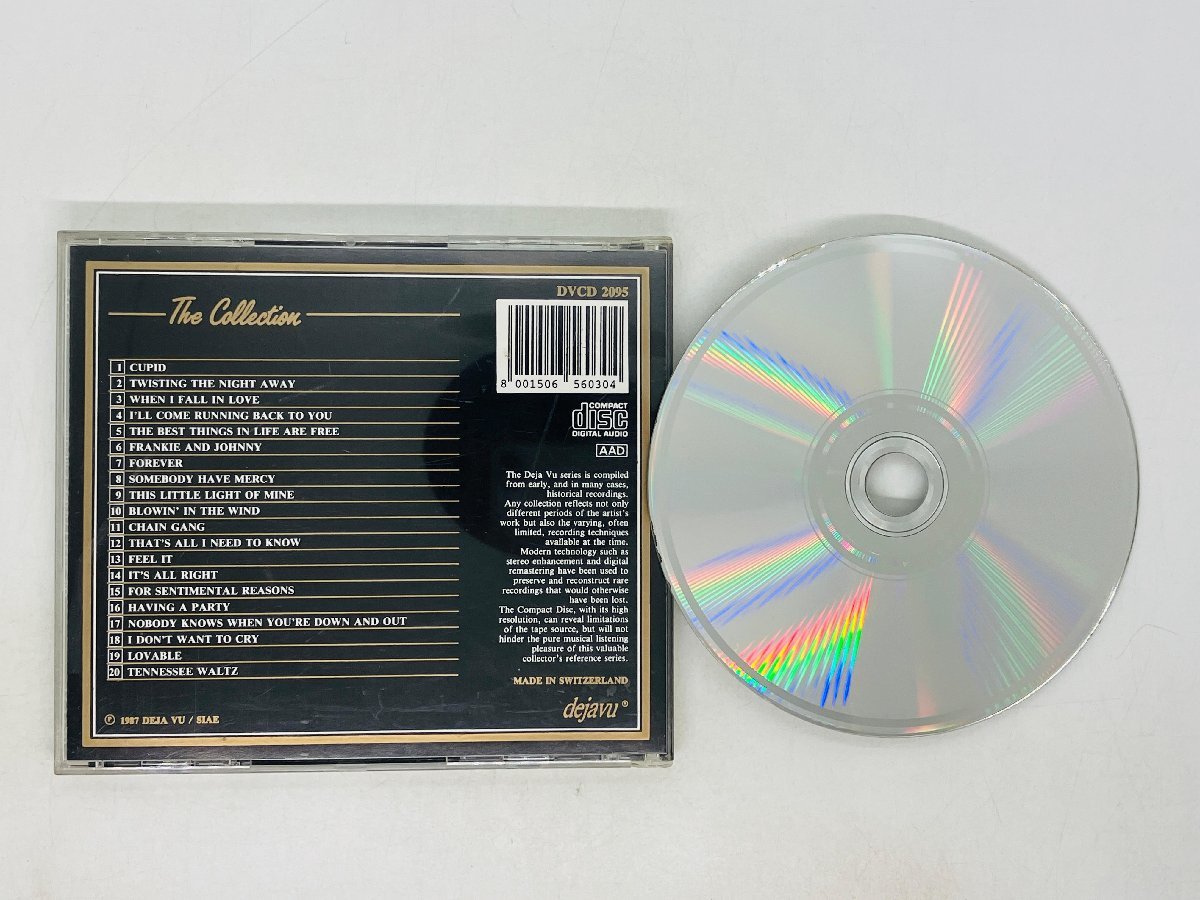 The Collection
1 CUPID
2 TWISTING THE NIGHT AWAY
3 WHEN I FALL IN LOVE
4 I'LL COME RUNNING BACK TO YOU
5 THE BEST THINGS IN LIFE ARE FREE
6 FRANKIE AND JOHNNY
7 FOREVER
8 SOMEBODY HAVE MERCY
9 THIS LITTLE LIGHT OF MINE
10 BLOWIN' IN THE WIND
11 CHAIN GANG
12 THAT'S ALL I NEED TO KNOW
13 FEEL IT
14 IT'S ALL RIGHT
15 FOR SENTIMENTAL REASONS
16 HAVING A PARTY
17 NOBODY KNOWS WHEN YOU'RE DOWN AND OUT
18 I DON'T WANT TO CRY
19 LOVABLE
20 TENNESSEE WALTZ
℗ 1987 DEJA VU / SIAE
DVCD 2095
8 001506 560304
COMPACT
disc
DIGITAL AUDIO
AAD
The Deja Vu series is compiled
from early, and in many cases,
historical recordings.
Any collection reflects not only
different periods of the artist's
work but also the varying, often
limited, recording techniques
available at the time.
Modern technology such as
stereo enhancement and digital
remastering have been used to
preserve and reconstruct rare
recordings that would otherwise
have been lost.
The Compact Disc, with its high
resolution, can reveal limitations
of the tape source, but will not
hinder the pure musical listening
pleasure of this valuable
collector's reference series.
MADE IN SWITZERLAND
dejavu ®